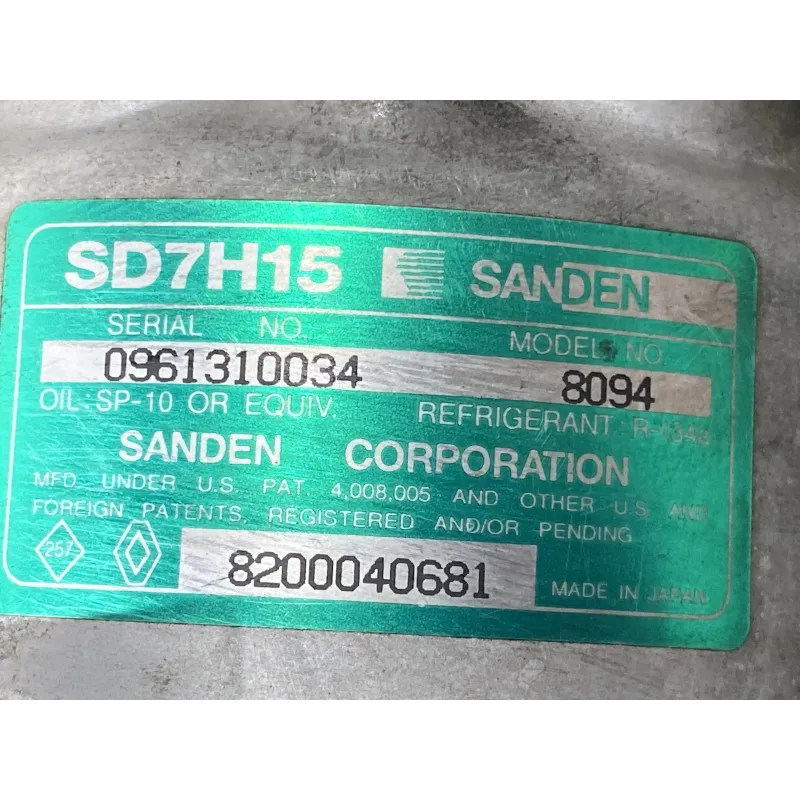 SD7H15 SANDEN
SERIAL NO. MODEL NO.
0961310034 8094
OIL: SP-10 OR EQUIV. REFRIGERANT: R-134a
SANDEN CORPORATION
MFD. UNDER U.S. PAT. 4,008,005 AND OTHER U.S. AND
FOREIGN PATENTS, REGISTERED AND/OR PENDING
257 8200040681 MADE IN JAPAN